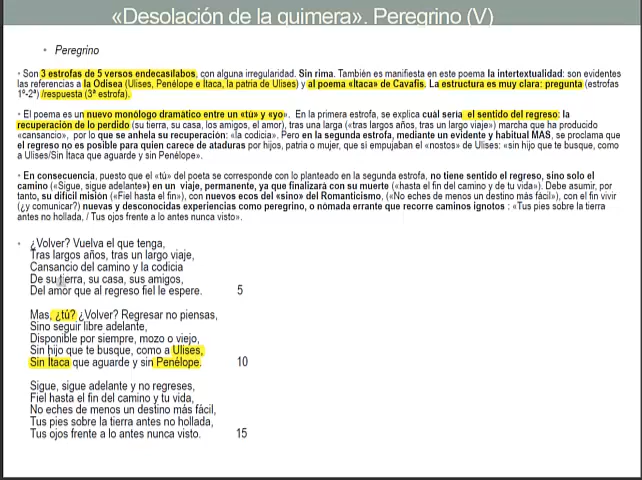 «Desolación de la quimera». Peregrino (V)
• Peregrino
• Son 3 estrofas de 5 versos endecasílabos, con alguna irregularidad. Sin rima. También es manifiesta en este poema la intertextualidad: son evidentes
las referencias a la Odisea (Ulises, Penélope e Ítaca, la patria de Ulises) y al poema «Ítaca» de Cavafis. La estructura es muy clara: pregunta (estrofas
1ª-2ª) /respuesta (3ª estrofa).
• El poema es un nuevo monólogo dramático entre un «tú» y «yo». En la primera estrofa, se explica cuál sería el sentido del regreso: la
recuperación de lo perdido (su tierra, su casa, los amigos, el amor), tras una larga («tras largos años, tras un largo viaje») marcha que ha producido
«cansancio», por lo que se anhela su recuperación: «la codicia». Pero en la segunda estrofa, mediante un evidente y habitual MAS, se proclama que
el regreso no es posible para quien carece de ataduras por hijos, patria o mujer, que sí empujaban el «nostos» de Ulises: «sin hijo que te busque, como
a Ulises/Sin Ítaca que aguarde y sin Penélope».
• En consecuencia, puesto que el «tú» del poeta se corresponde con lo planteado en la segunda estrofa, no tiene sentido el regreso, sino solo el
camino («Sigue, sigue adelante») en un viaje, permanente, ya que finalizará con su muerte («hasta el fin del camino y de tu vida»). Debe asumir, por
tanto, su difícil misión («Fiel hasta el fin»), con nuevos ecos del «sino» del Romanticismo, («No eches de menos un destino más fácil»), con el fin vivir
(¿y comunicar?) nuevas y desconocidas experiencias como peregrino, o nómada errante que recorre caminos ignotos : «Tus pies sobre la tierra
antes no hollada, / Tus ojos frente a lo antes nunca visto».
• ¿Volver? Vuelva el que tenga,
Tras largos años, tras un largo viaje,
Cansancio del camino y la codicia
De su tierra, su casa, sus amigos,
Del amor que al regreso fiel le espere. 5
Mas, ¿tú? ¿Volver? Regresar no piensas,
Sino seguir libre adelante,
Disponible por siempre, mozo o viejo,
Sin hijo que te busque, como a Ulises,
Sin Ítaca que aguarde y sin Penélope. 10
Sigue, sigue adelante y no regreses,
Fiel hasta el fin del camino y tu vida,
No eches de menos un destino más fácil,
Tus pies sobre la tierra antes no hollada,
Tus ojos frente a lo antes nunca visto. 15